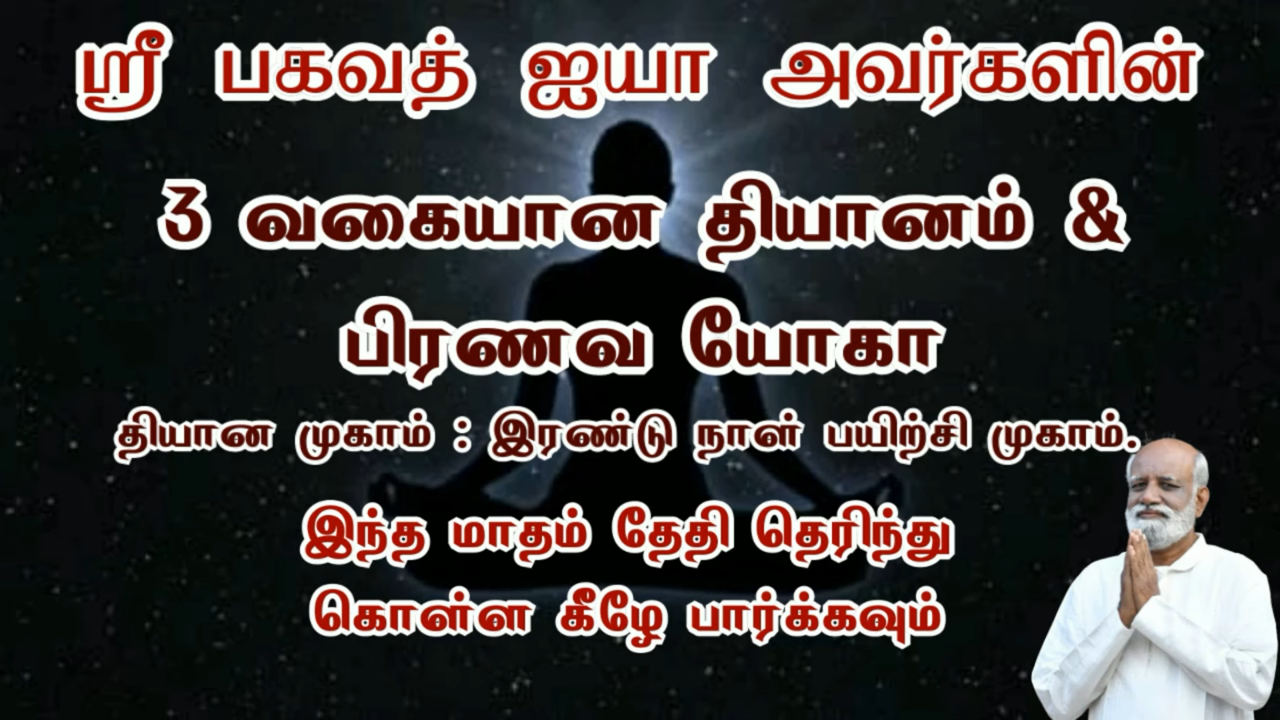 ஸ்ரீ பகவத் ஐயா அவர்களின்
3 வகையான தியானம் &
பிரணவ யோகா
தியான முகாம் : இரண்டு நாள் பயிற்சி முகாம்.
இந்த மாதம் தேதி தெரிந்து
கொள்ள கீழே பார்க்கவும்